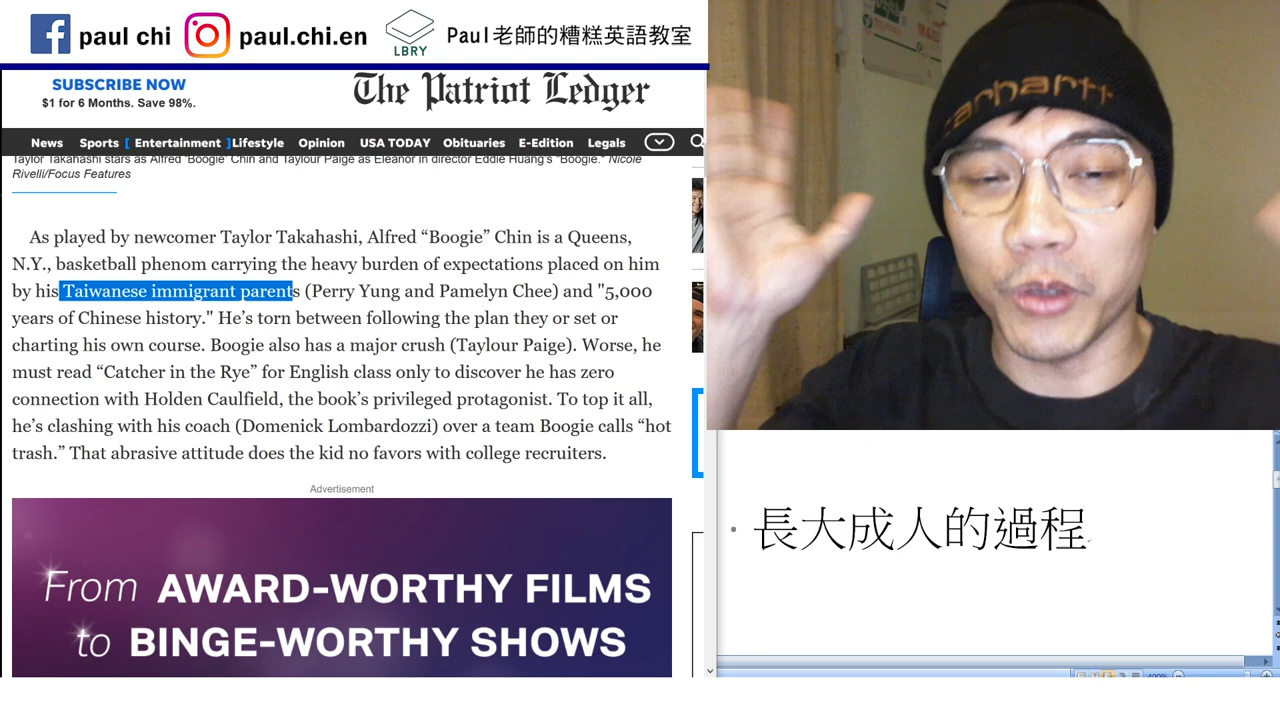 paul chi paul.chi.en LBRY Paul老師的糟糕英語教室
SUBSCRIBE NOW
$1 for 6 Months. Save 98%.
The Patriot Ledger
News Sports [ Entertainment ] Lifestyle Opinion USA TODAY Obituaries E-Edition Legals
Taylor Takahashi stars as Alfred "Boogie" Chin and Taylour Paige as Eleanor in director Eddie Huang's "Boogie." Nicole
Rivelli/Focus Features
As played by newcomer Taylor Takahashi, Alfred “Boogie” Chin is a Queens,
N.Y., basketball phenom carrying the heavy burden of expectations placed on him
by his Taiwanese immigrant parents (Perry Yung and Pamelyn Chee) and "5,000
years of Chinese history." He’s torn between following the plan they or set or
charting his own course. Boogie also has a major crush (Taylour Paige). Worse, he
must read “Catcher in the Rye” for English class only to discover he has zero
connection with Holden Caulfield, the book’s privileged protagonist. To top it all,
he’s clashing with his coach (Domenick Lombardozzi) over a team Boogie calls “hot
trash.” That abrasive attitude does the kid no favors with college recruiters.
Advertisement
From AWARD-WORTHY FILMS
to BINGE-WORTHY SHOWS
carhartt
• 長大成人的過程